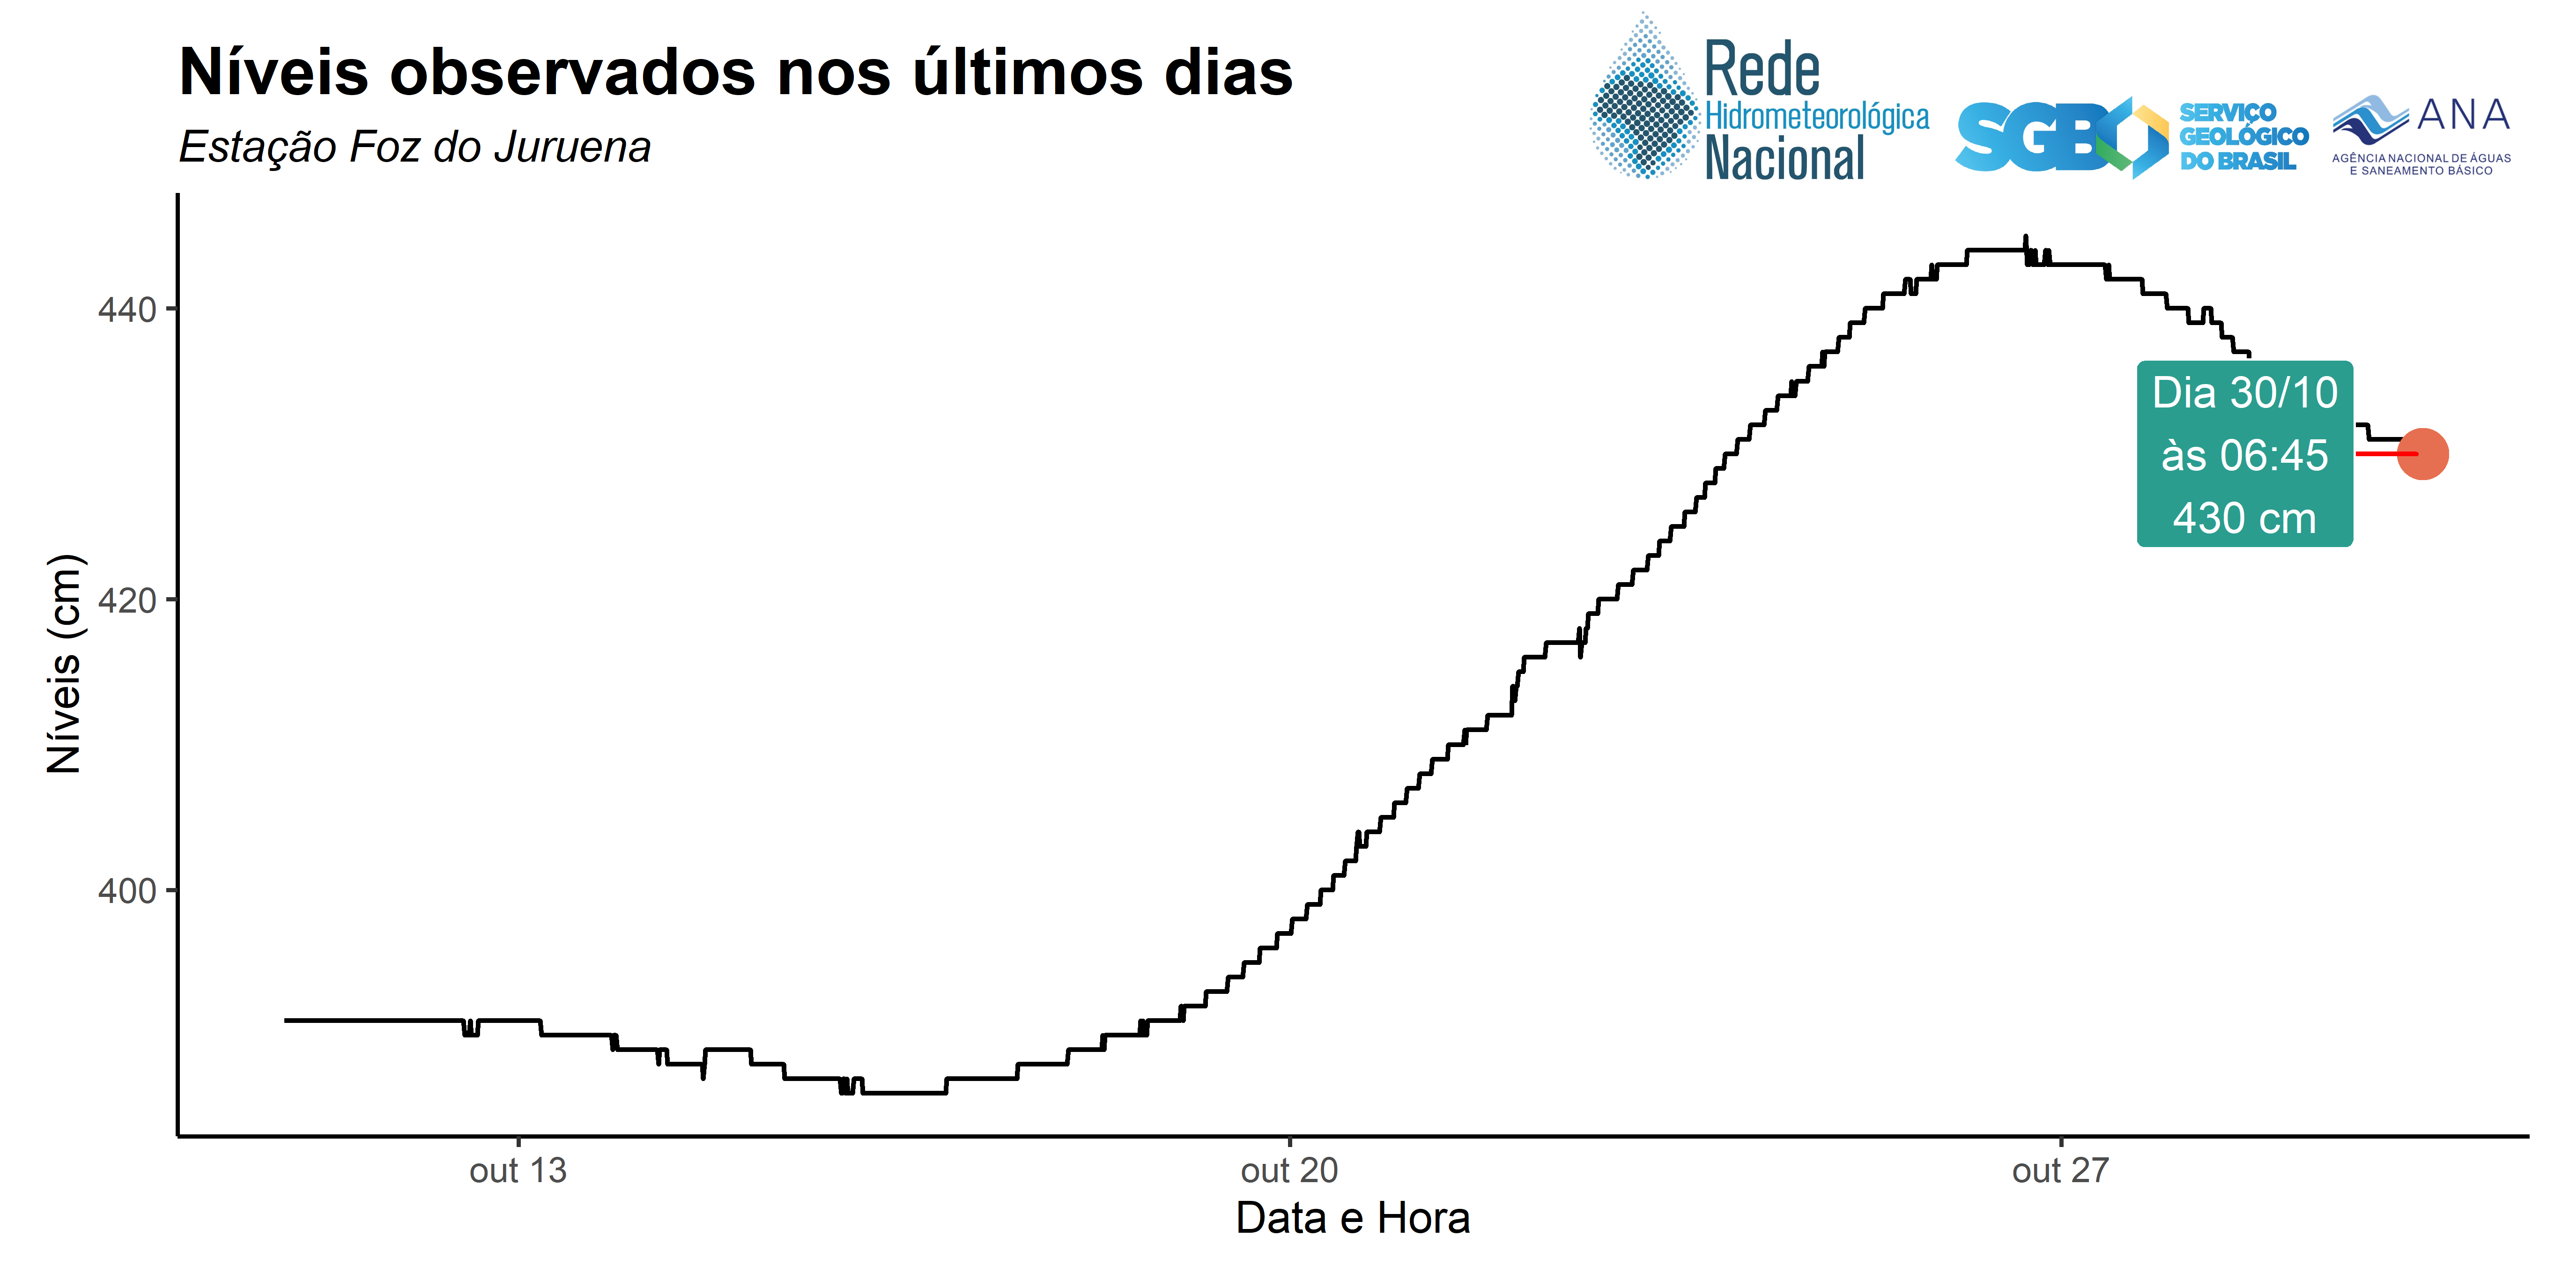 Níveis observados nos últimos dias
Estação Foz do Juruena
Rede
Hidrometeorológica
Nacional
SGB
SERVIÇO
GEOLÓGICO
DO BRASIL
ANA
AGÊNCIA NACIONAL DE ÁGUAS
E SANEAMENTO BÁSICO
Níveis (cm)
440
420
400
Dia 30/10
às 06:45
430 cm
out 13
out 20
out 27
Data e Hora